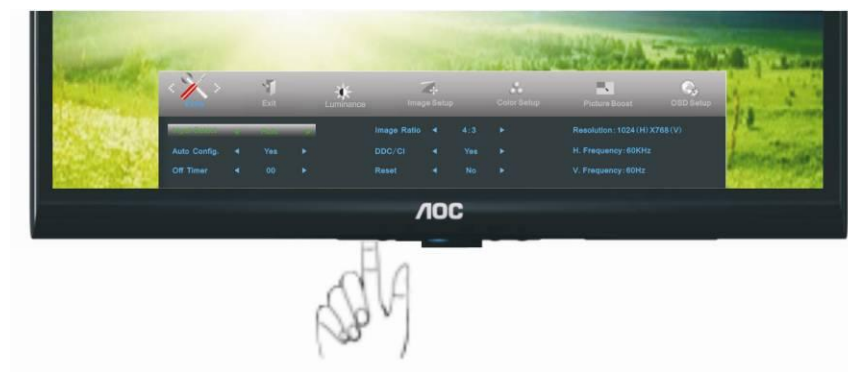 Exit
Luminance
Image Setup
Color Setup
Picture Boost
OSD Setup
Image Ratio 4:3
Resolution:1024(H)X768(V)
Auto Config. Yes
DDC/CI Yes
H. Frequency:60KHz
Off Timer 00
Reset No
V. Frequency:60Hz
AOC